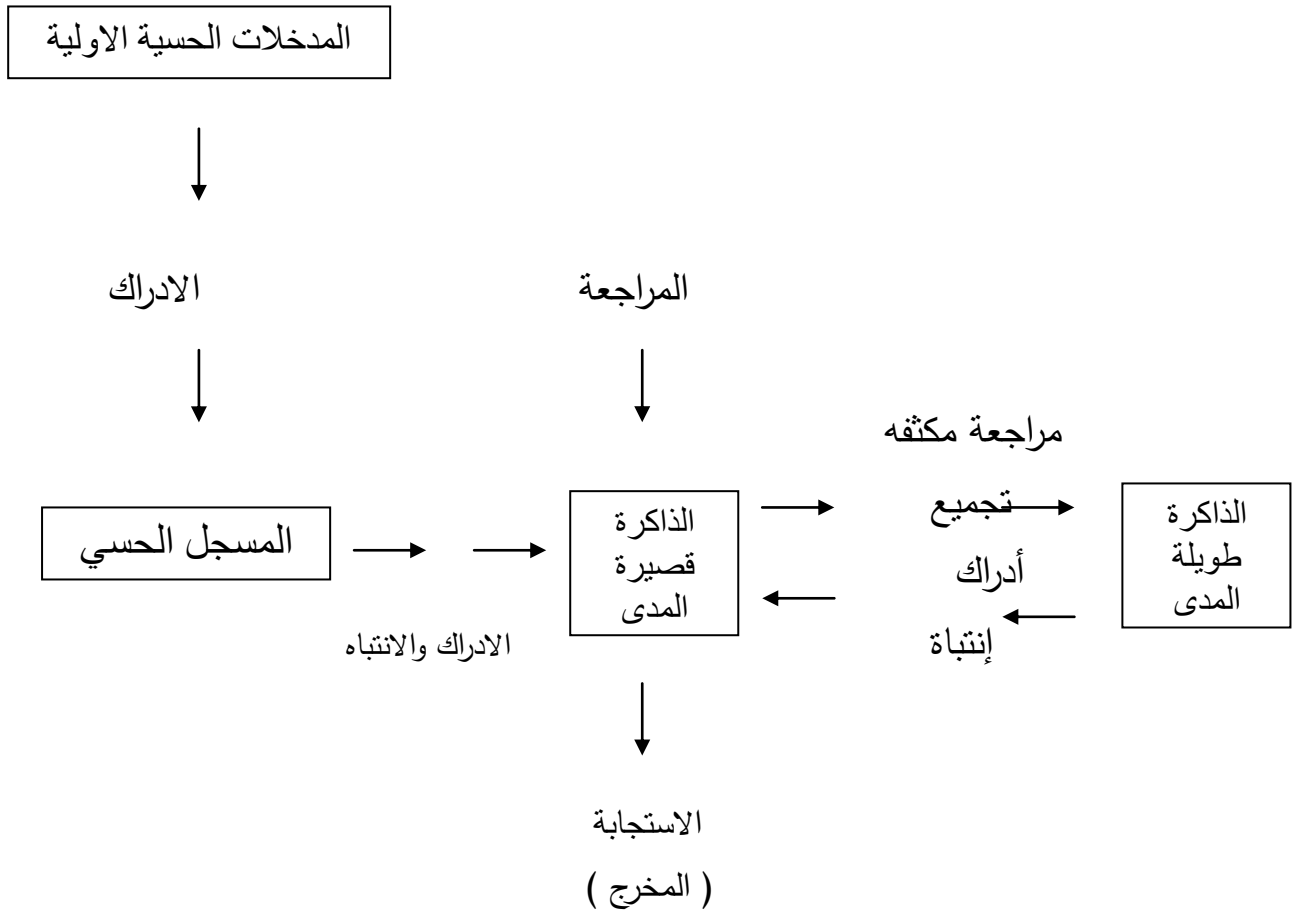 المدخلات الحسية الاولية
الادراك
المراجعة
مراجعة مكثفه
المسجل الحسي
الادراك والانتباه
الذاكرة
قصيرة
المدى
تجميع
أدراك
إنتباة
الذاكرة
طويلة
المدى
الاستجابة
( المخرج )